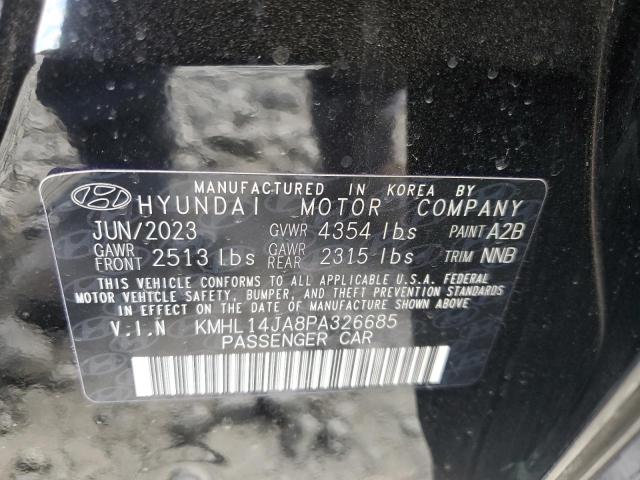 MANUFACTURED IN KOREA BY
HYUNDAI MOTOR COMPANY
JUN/2023 GVWR 4354 lbs PAINT A2B
GAWR FRONT 2513 lbs GAWR REAR 2315 lbs TRIM NNB
THIS VEHICLE CONFORMS TO ALL APPLICABLE U.S.A. FEDERAL
MOTOR VEHICLE SAFETY, BUMPER, AND THEFT PREVENTION STANDARDS
IN EFFECT ON THE DATE OF MANUFACTURE SHOWN ABOVE.
V.I.N KMHL14JA8PA326685
PASSENGER CAR